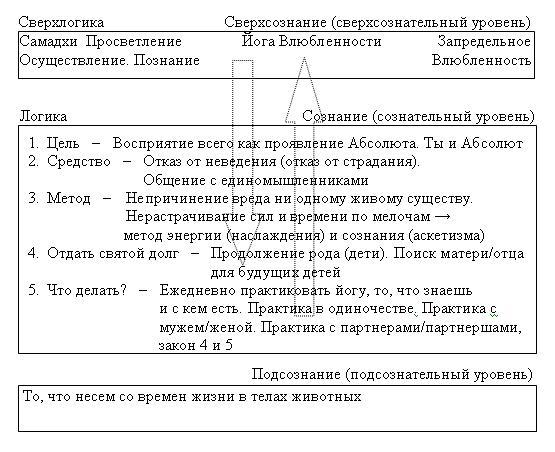 Сверхлогика Сверхсознание (сверхсознательный уровень)
Самадхи Просветление Йога Влюбленности Запредельное
Осуществление. Познание Влюбленность
Логика Сознание (сознательный уровень)
1. Цель – Восприятие всего как проявление Абсолюта. Ты и Абсолют
2. Средство – Отказ от неведения (отказ от страдания).
Общение с единомышленниками
3. Метод – Непричинение вреда ни одному живому существу.
Нерастрачивание сил и времени по мелочам →
метод энергии (наслаждения) и сознания (аскетизма)
4. Отдать святой долг – Продолжение рода (дети). Поиск матери/отца
для будущих детей
5. Что делать? – Ежедневно практиковать йогу, то, что знаешь
и с кем есть. Практика в одиночестве. Практика с
мужем/женой. Практика с партнерами/партнершами,
закон 4 и 5
Подсознание (подсознательный уровень)
То, что несем со времен жизни в телах животных